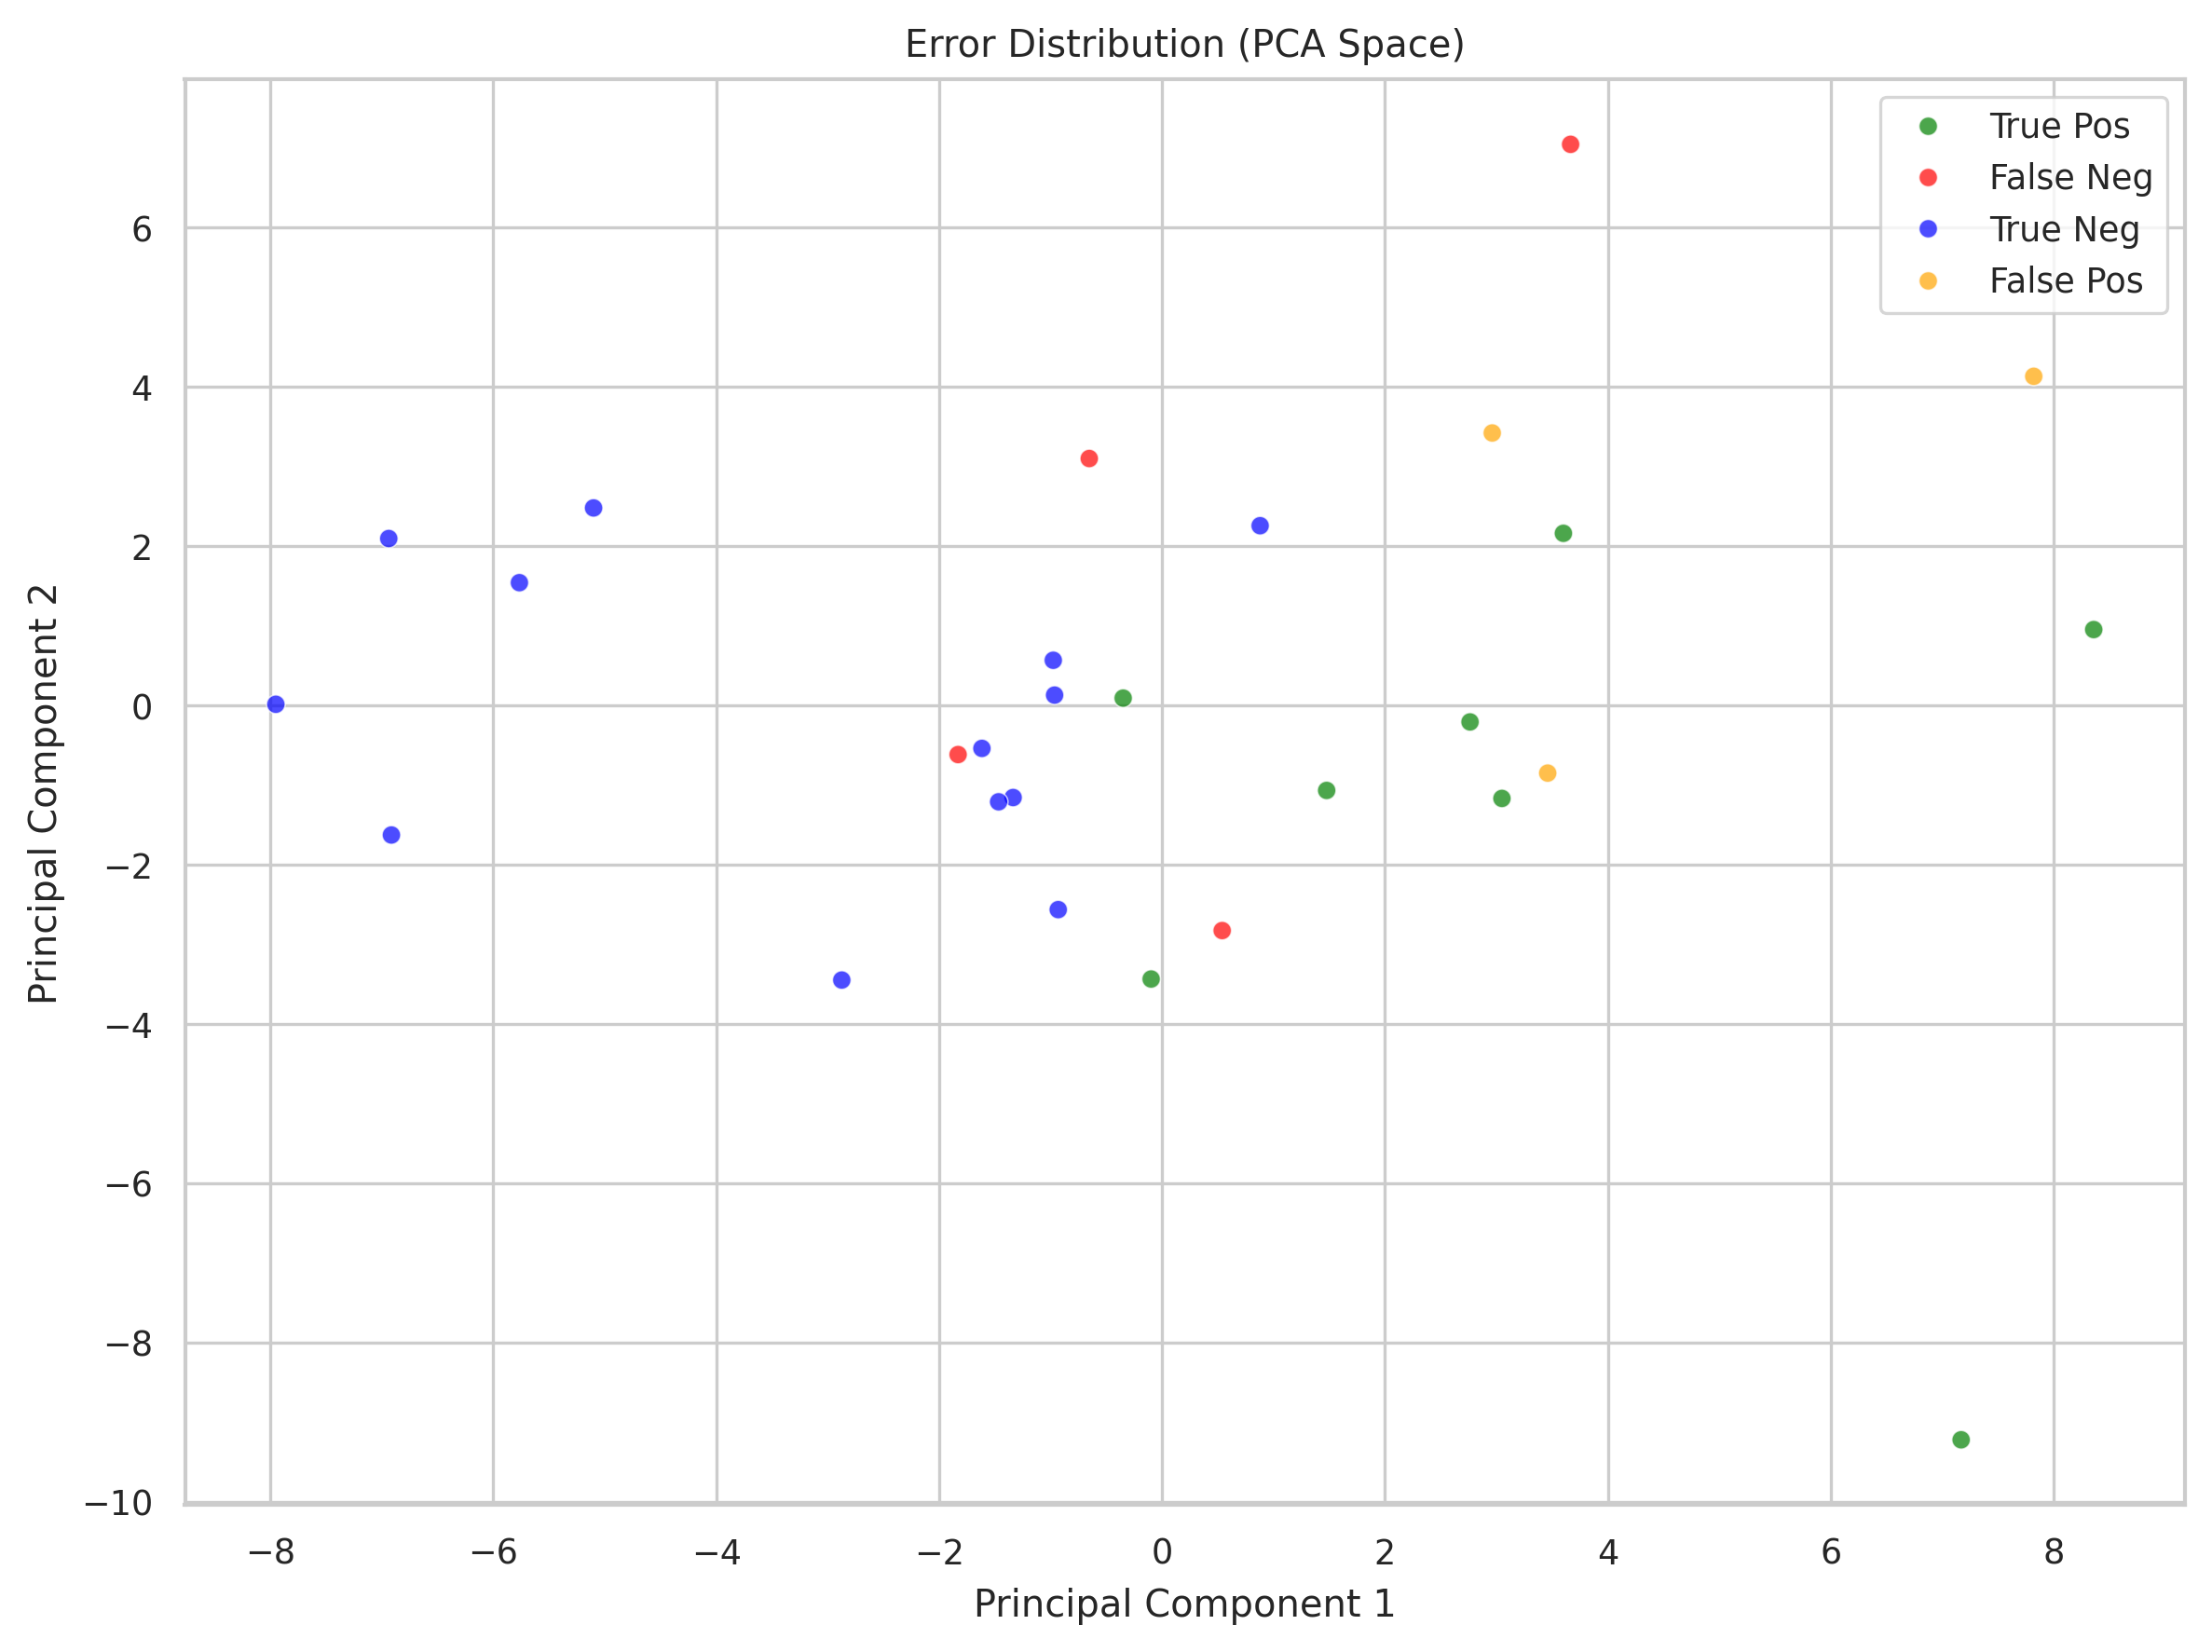 Error Distribution (PCA Space)
True Pos
False Neg
True Neg
False Pos
6
4
2
0
−2
−4
−6
−8
−10
Principal Component 2
−8 −6 −4 −2 0 2 4 6 8
Principal Component 1